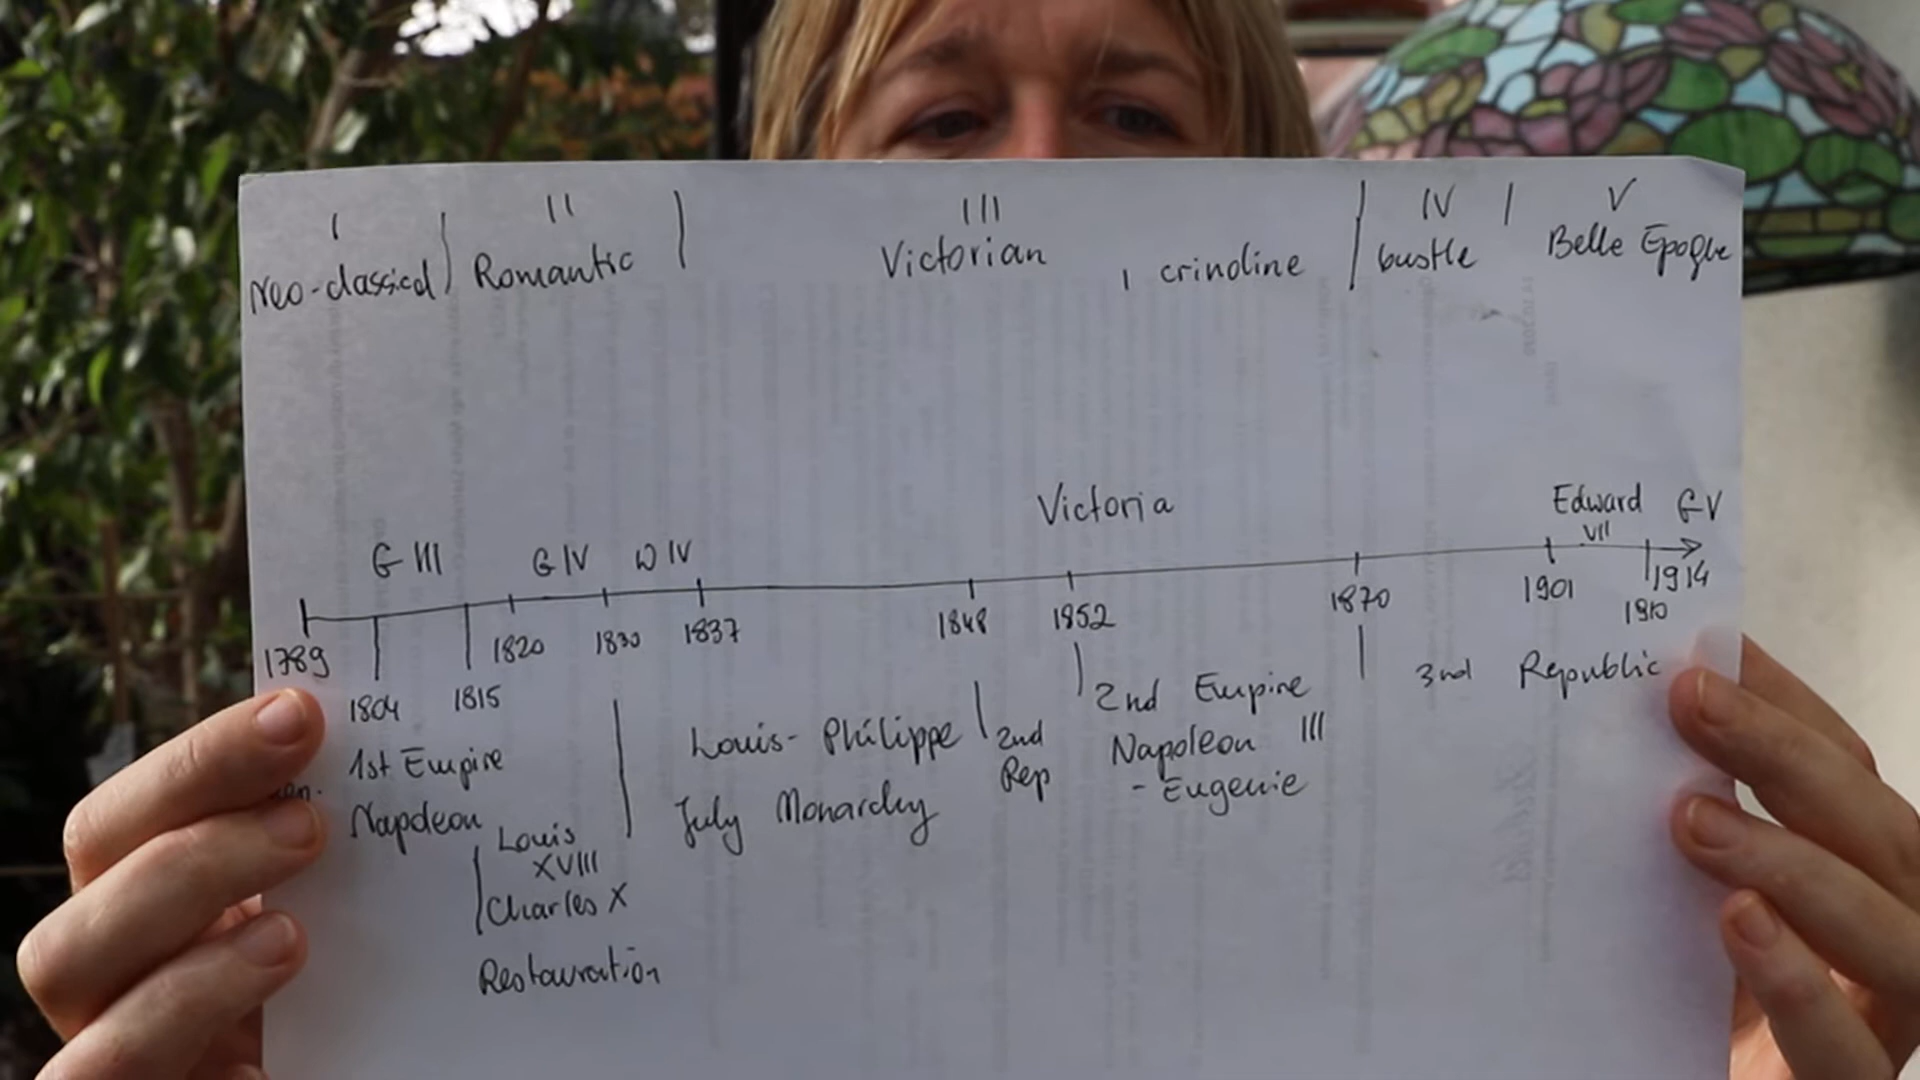 I II III IV V
Neo-classical Romantic Victorian crinoline bustle Belle Epoque
Victoria Edward VII G V
G III G IV W IV
1789 1804 1815 1820 1830 1837 1848 1852 1870 1901 1910 1914
1st Empire
Napoleon
Louis
XVIII
Charles X
Restauration
Louis-Philippe
July Monarchy
2nd
Rep
2nd Empire
Napoleon III
- Eugenie
3nd Republic